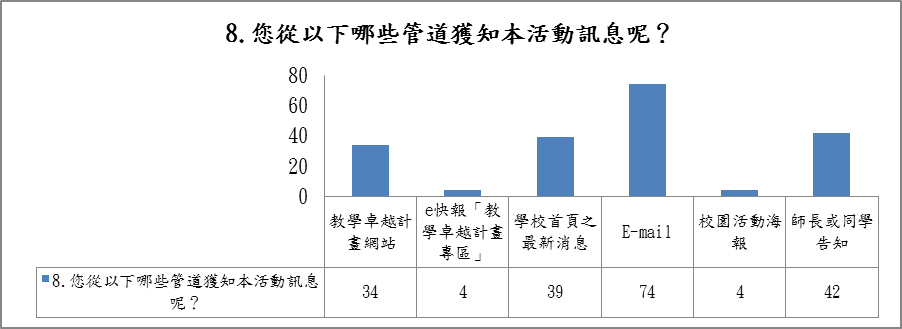 8.您從以下哪些管道獲知本活動訊息呢？
80
60
40
20
0
教學卓越計
畫網站
e快報「教
學卓越計畫
專區」
學校首頁之
最新消息
E-mail
校園活動海
報
師長或同學
告知
8.您從以下哪些管道獲知本活動訊息
呢？
34
4
39
74
4
42